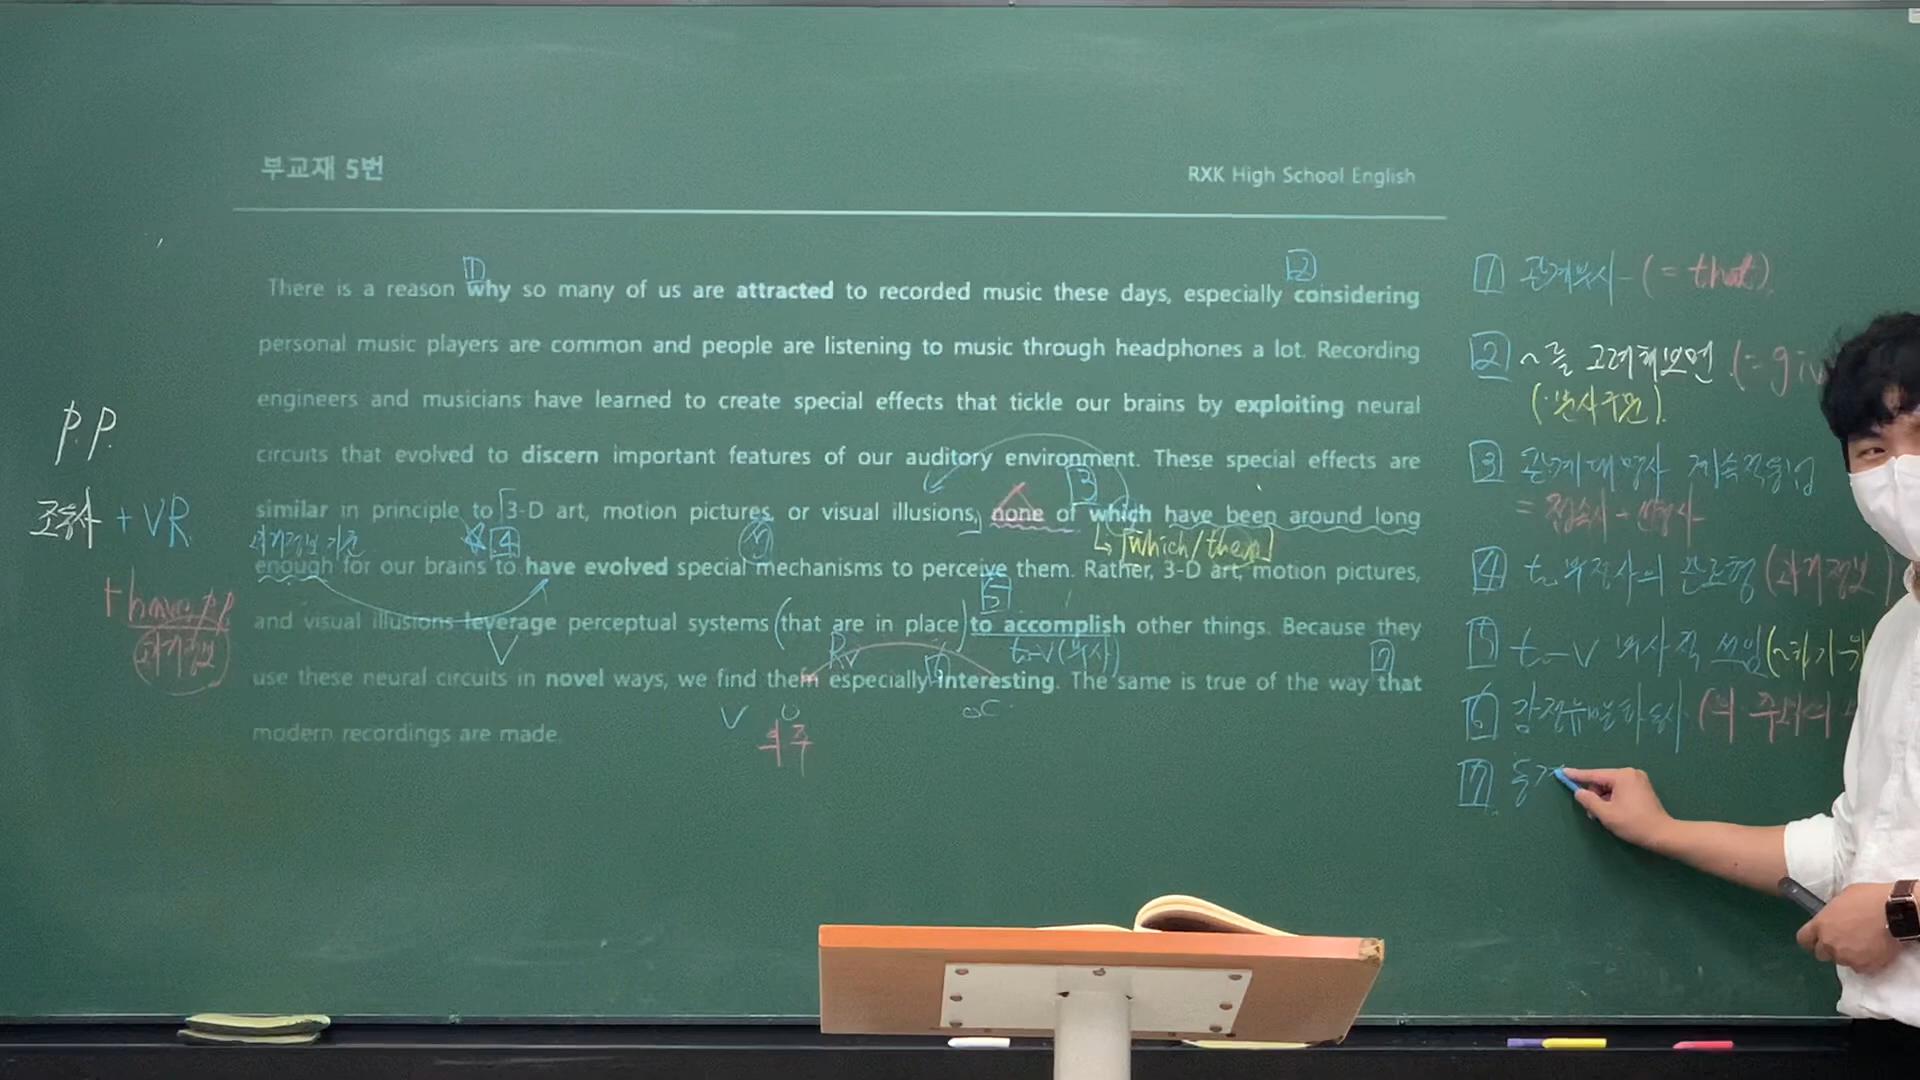 부교재 5번
RXK High School English
There is a reason why so many of us are attracted to recorded music these days, especially considering
personal music players are common and people are listening to music through headphones a lot. Recording
engineers and musicians have learned to create special effects that tickle our brains by exploiting neural
circuits that evolved to discern important features of our auditory environment. These special effects are
similar in principle to 3-D art, motion pictures, or visual illusions, none of which have been around long
enough for our brains to have evolved special mechanisms to perceive them. Rather, 3-D art, motion pictures,
and visual illusions leverage perceptual systems (that are in place) to accomplish other things. Because they
use these neural circuits in novel ways, we find them especially interesting. The same is true of the way that
modern recordings are made.
P.P.
조동사 + VR
과거정보
[which/them]
to-V(부사)
V
V O OC
1 관계부사 (= that)
2 ~를 고려해보면 (= giv
(분사구문).
3 관계대명사 계속적용법
= 접속사 +
4 to부정사의 완료형 (과거정보)
5 to-V 부사적 쓰임 (~하기 위
6 감정유발타동사
7 동